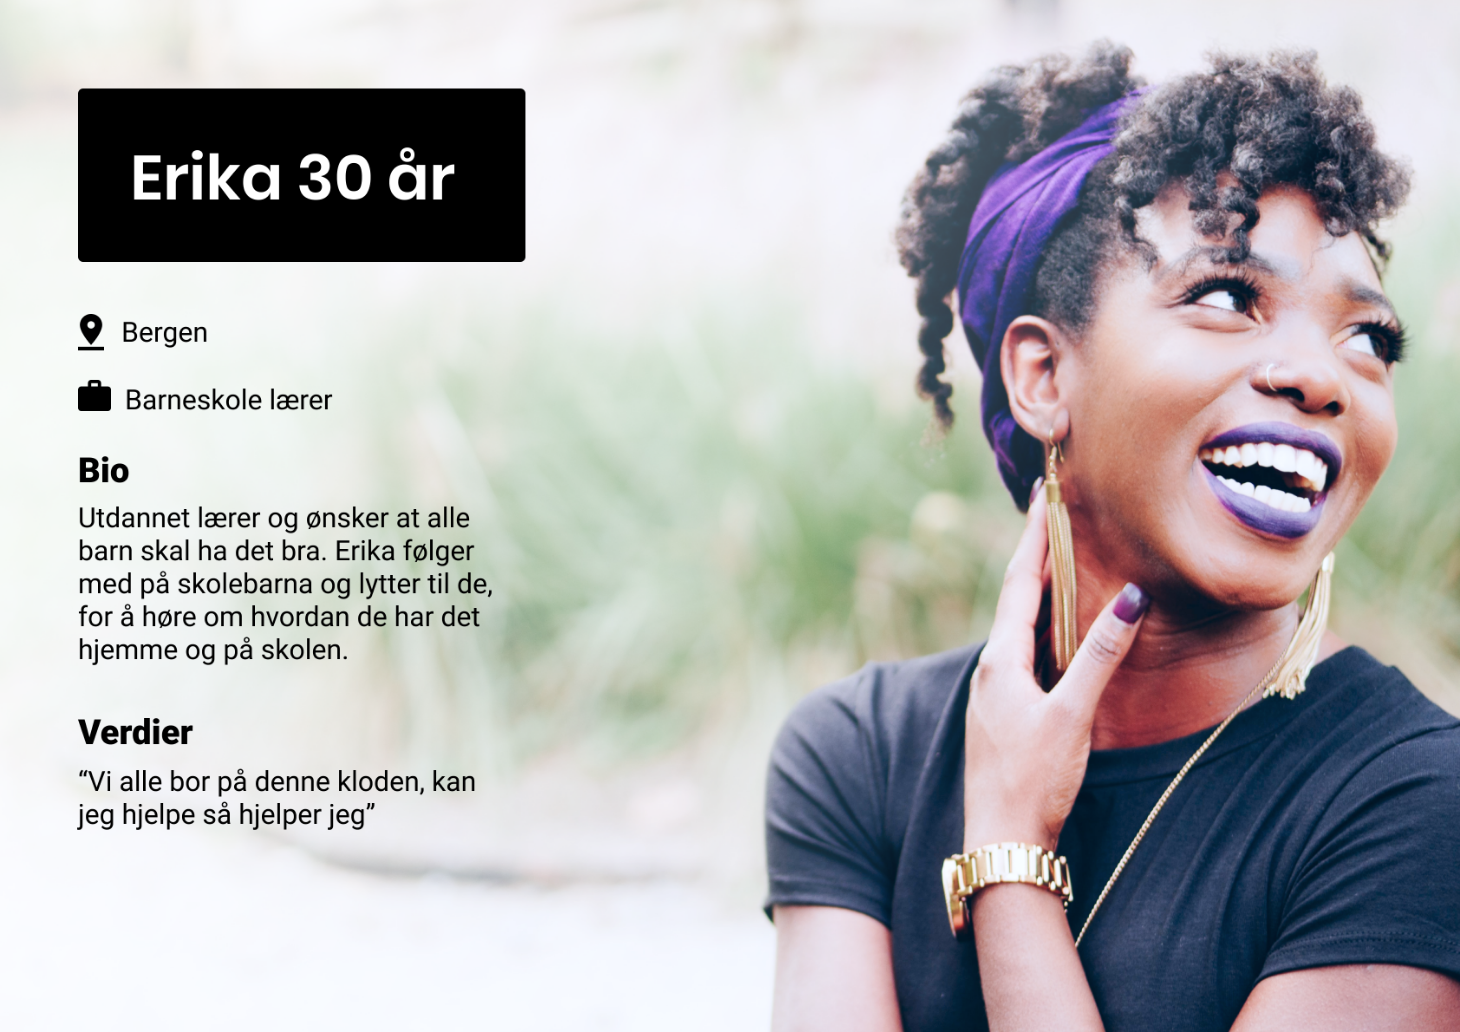 Erika 30 år
Bergen
Barneskole lærer
Bio
Utdannet lærer og ønsker at alle
barn skal ha det bra. Erika følger
med på skolebarna og lytter til de,
for å høre om hvordan de har det
hjemme og på skolen.
Verdier
“Vi alle bor på denne kloden, kan
jeg hjelpe så hjelper jeg”